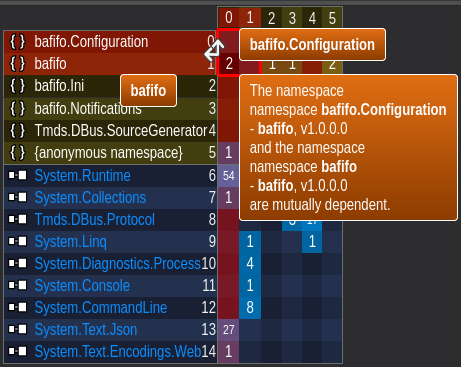 0 1 2 3 4 5
{ } bafifo.Configuration 0
{ } bafifo 1 2 1 1 2
{ } bafifo.Ini 2
{ } bafifo.Notifications 3
{ } Tmds.DBus.SourceGenerator 4
{ } {anonymous namespace} 5 1
System.Runtime 6 54
System.Collections 7 1
Tmds.DBus.Protocol 8
System.Linq 9 1 1
System.Diagnostics.Process 10 4
System.Console 11 1
System.CommandLine 12 8
System.Text.Json 13 27
System.Text.Encodings.Web 14 1
bafifo.Configuration
bafifo
The namespace
namespace bafifo.Configuration
- bafifo, v1.0.0.0
and the namespace
namespace bafifo
- bafifo, v1.0.0.0
are mutually dependent.